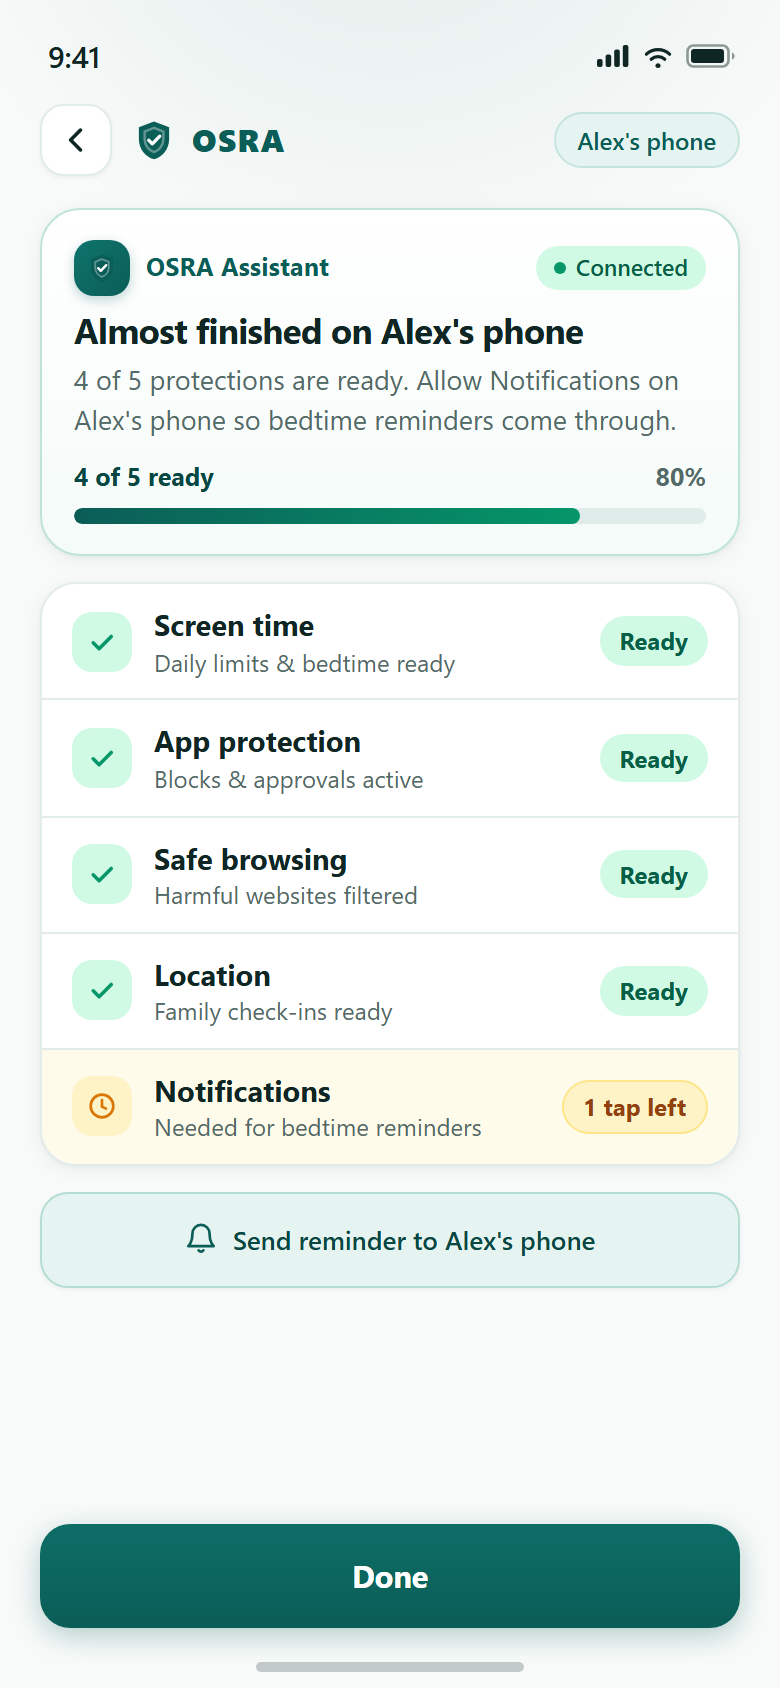 9:41
OSRA
Alex's phone
OSRA Assistant
Connected
Almost finished on Alex's phone
4 of 5 protections are ready. Allow Notifications on
Alex's phone so bedtime reminders come through.
4 of 5 ready
80%
Screen time
Daily limits & bedtime ready
Ready
App protection
Blocks & approvals active
Ready
Safe browsing
Harmful websites filtered
Ready
Location
Family check-ins ready
Ready
Notifications
Needed for bedtime reminders
1 tap left
Send reminder to Alex's phone
Done